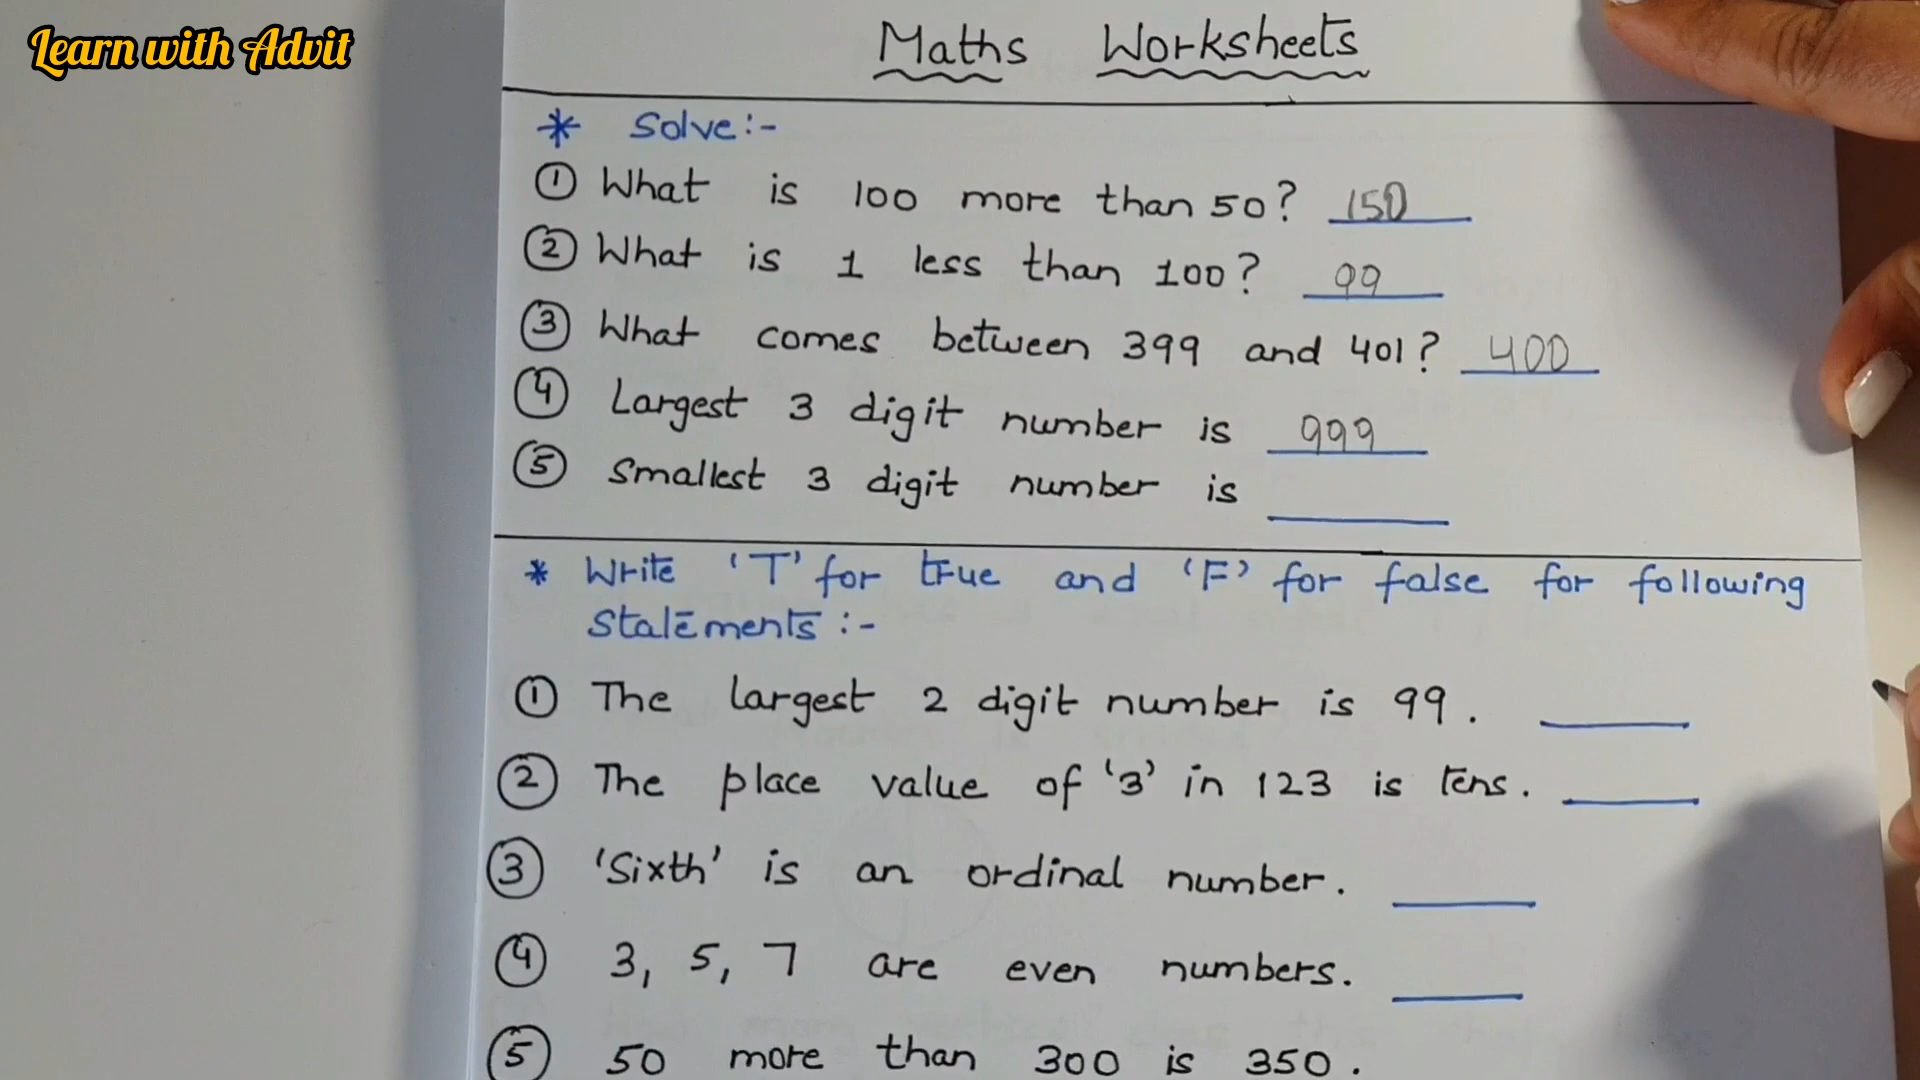 Learn with Advit
Maths Worksheets
* Solve:-
① What is 100 more than 50? 150
② What is 1 less than 100? 99
③ What comes between 399 and 401? 400
④ Largest 3 digit number is 999
⑤ Smallest 3 digit number is
* Write 'T' for true and 'F' for false for following
Statements :-
① The largest 2 digit number is 99.
② The place value of '3' in 123 is tens.
③ 'Sixth' is an ordinal number.
④ 3, 5, 7 are even numbers.
⑤ 50 more than 300 is 350.